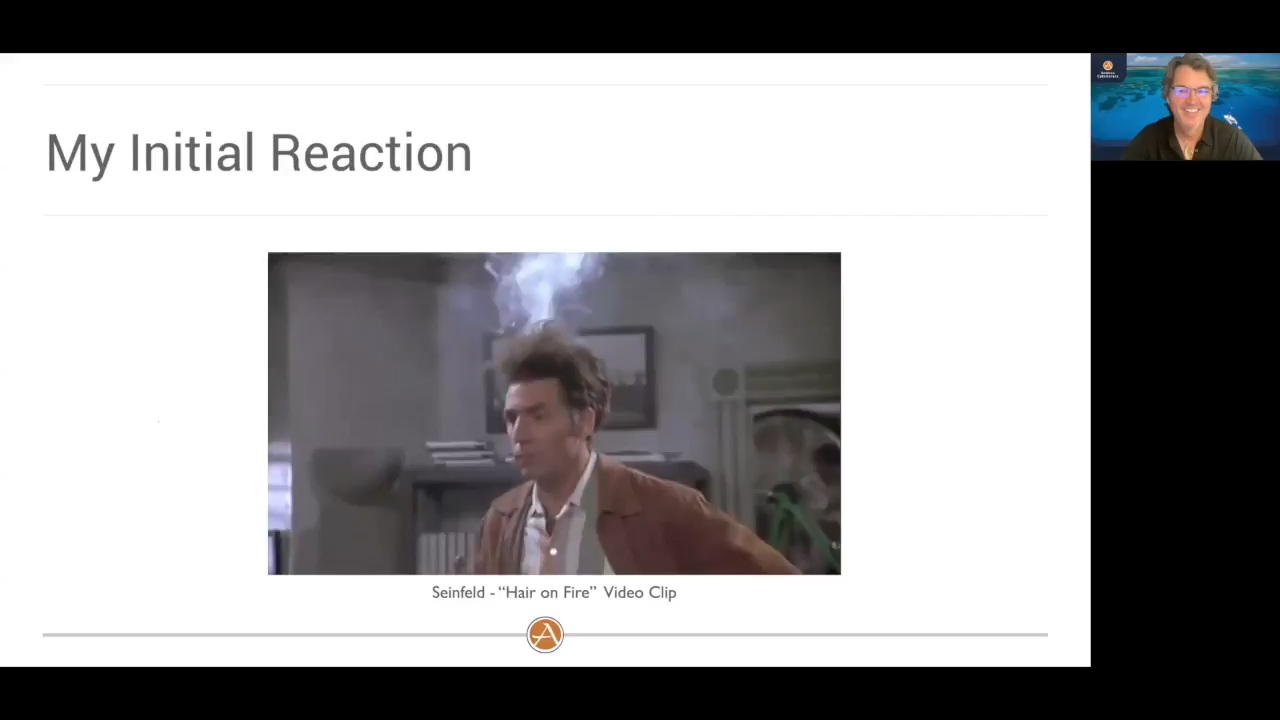 My Initial Reaction
Seinfeld - “Hair on Fire” Video Clip